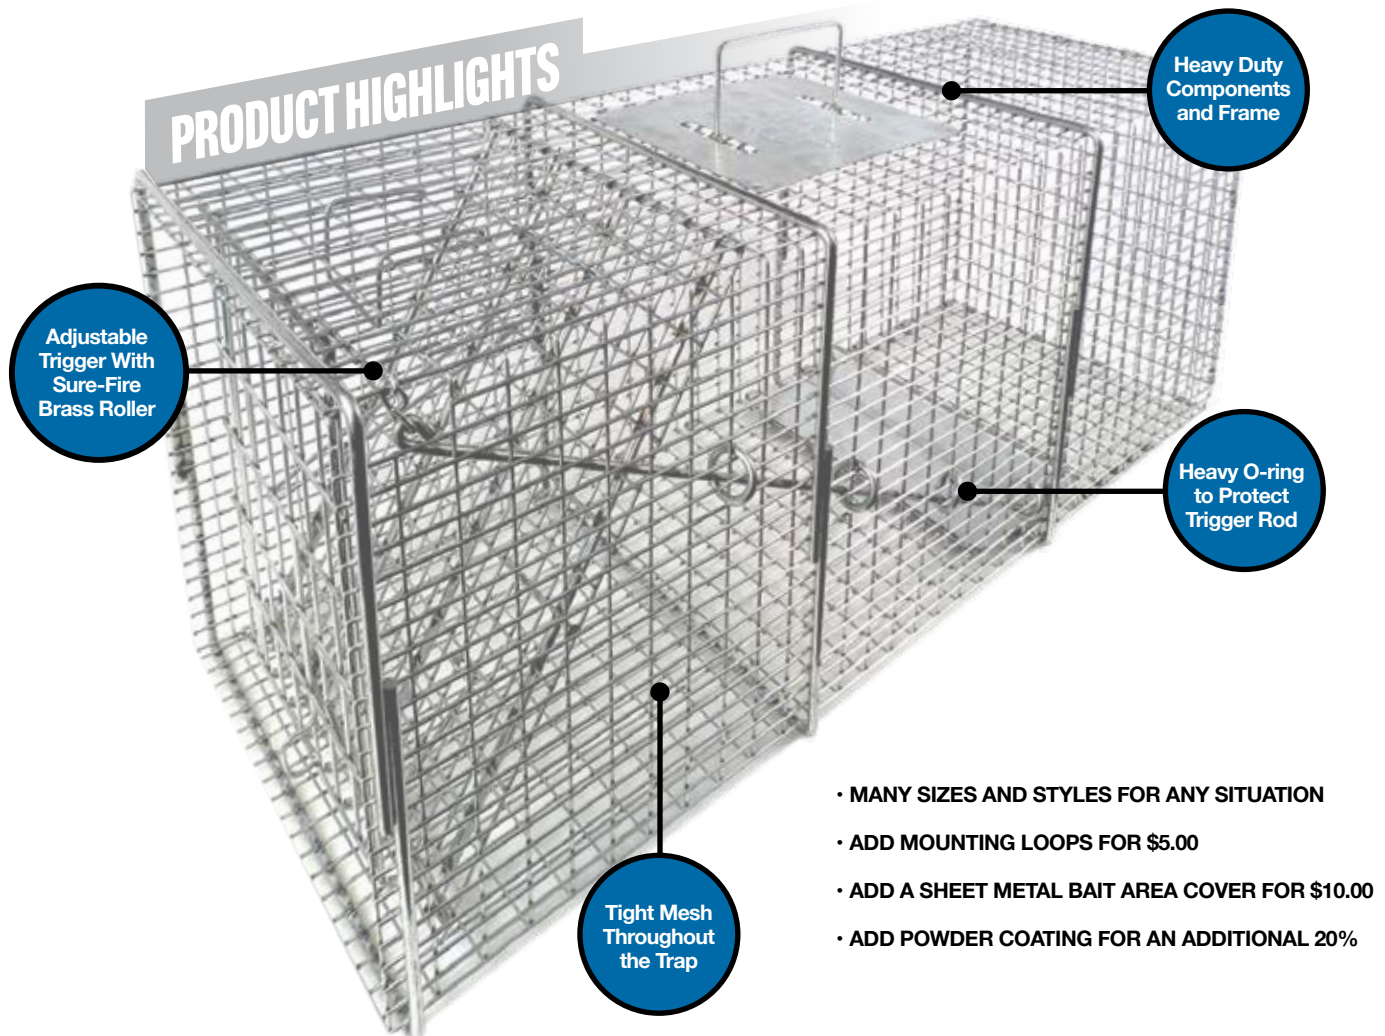 PRODUCT HIGHLIGHTS
Heavy Duty
Components
and Frame
Adjustable
Trigger With
Sure-Fire
Brass Roller
Heavy O-ring
to Protect
Trigger Rod
Tight Mesh
Throughout
the Trap
• MANY SIZES AND STYLES FOR ANY SITUATION
• ADD MOUNTING LOOPS FOR $5.00
• ADD A SHEET METAL BAIT AREA COVER FOR $10.00
• ADD POWDER COATING FOR AN ADDITIONAL 20%